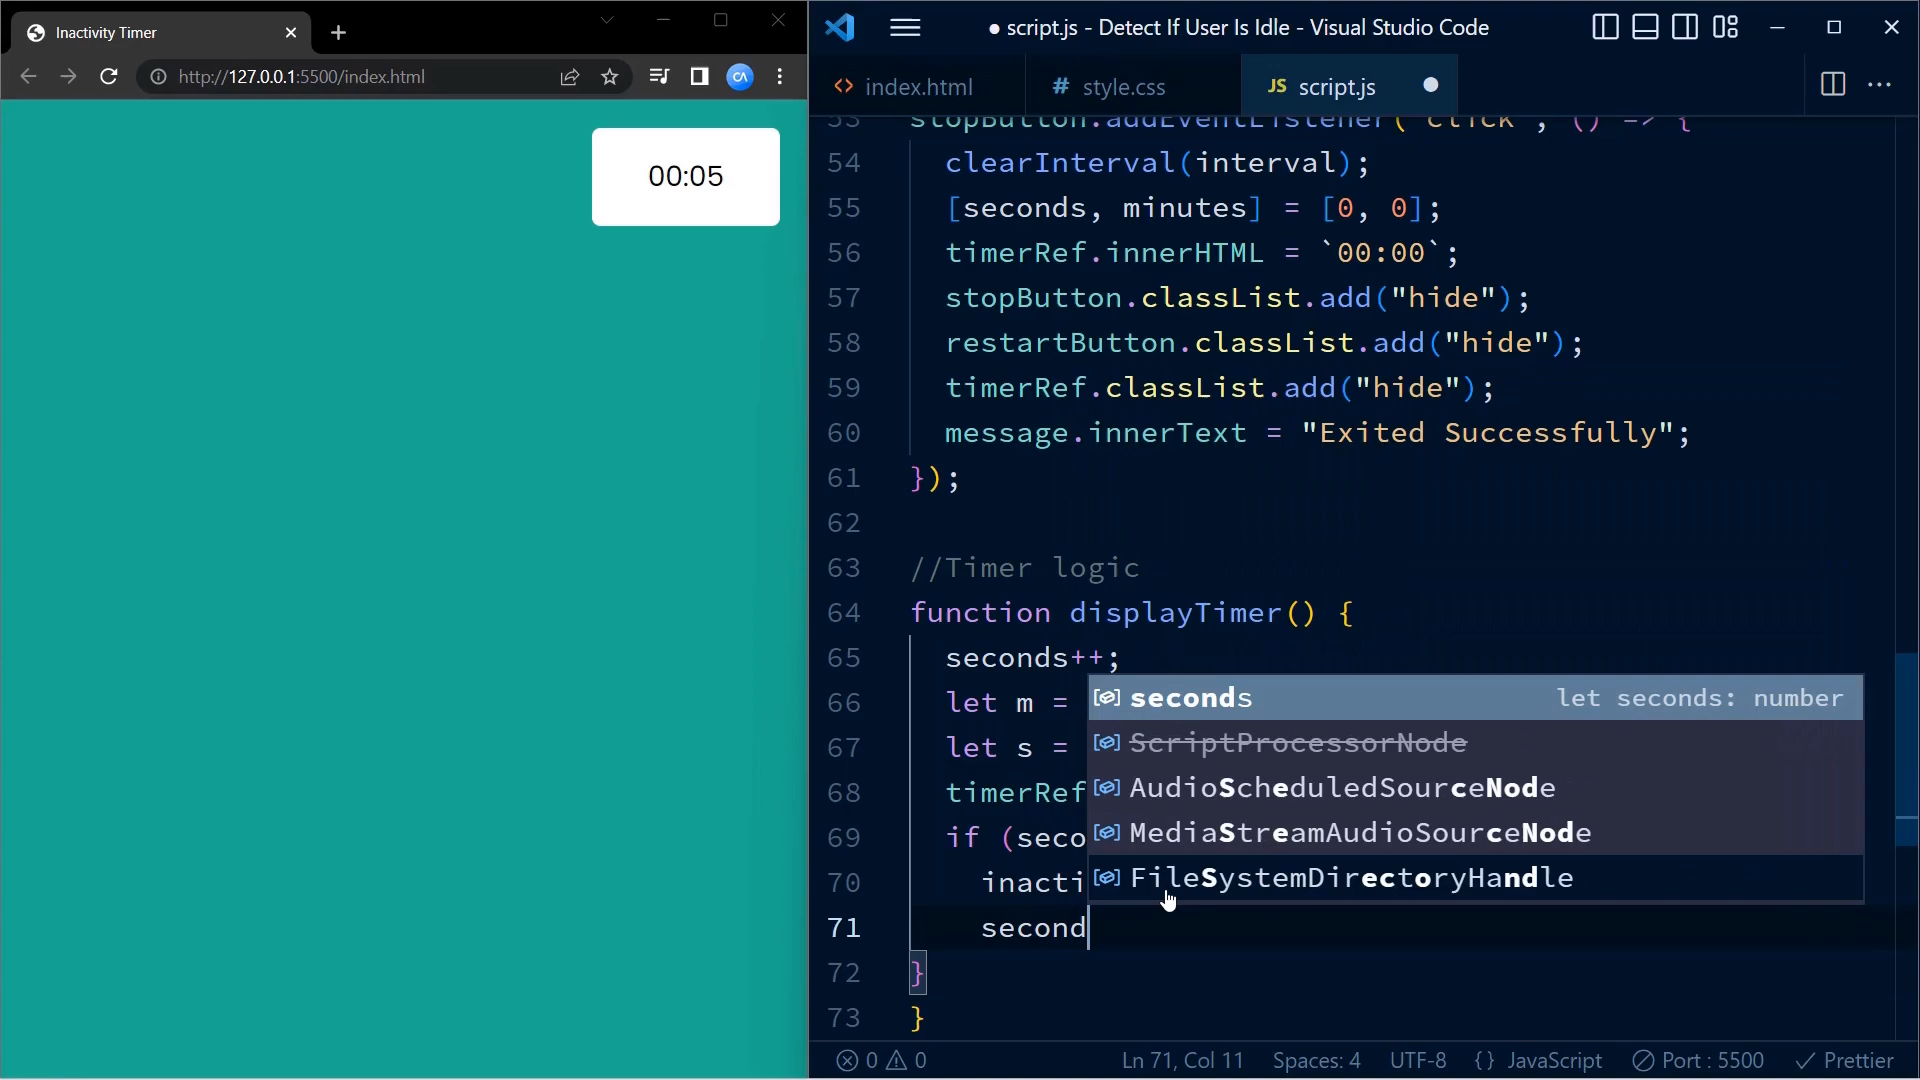 Inactivity Timer
http://127.0.0.1:5500/index.html
CA
00:05
● script.js - Detect If User Is Idle - Visual Studio Code
<> index.html
# style.css
JS script.js
53 stopButton.addEventListener("click", () => {
54 clearInterval(interval);
55 [seconds, minutes] = [0, 0];
56 timerRef.innerHTML = `00:00`;
57 stopButton.classList.add("hide");
58 restartButton.classList.add("hide");
59 timerRef.classList.add("hide");
60 message.innerText = "Exited Successfully";
61 });
62
63 //Timer logic
64 function displayTimer() {
65 seconds++;
66 let m =
67 let s =
68 timerRef
69 if (seco
70 inacti
71 second
72 }
73 }
seconds let seconds: number
ScriptProcessorNode
AudioScheduledSourceNode
MediaStreamAudioSourceNode
FileSystemDirectoryHandle
0 0 Ln 71, Col 11 Spaces: 4 UTF-8 {} JavaScript Port : 5500 Prettier